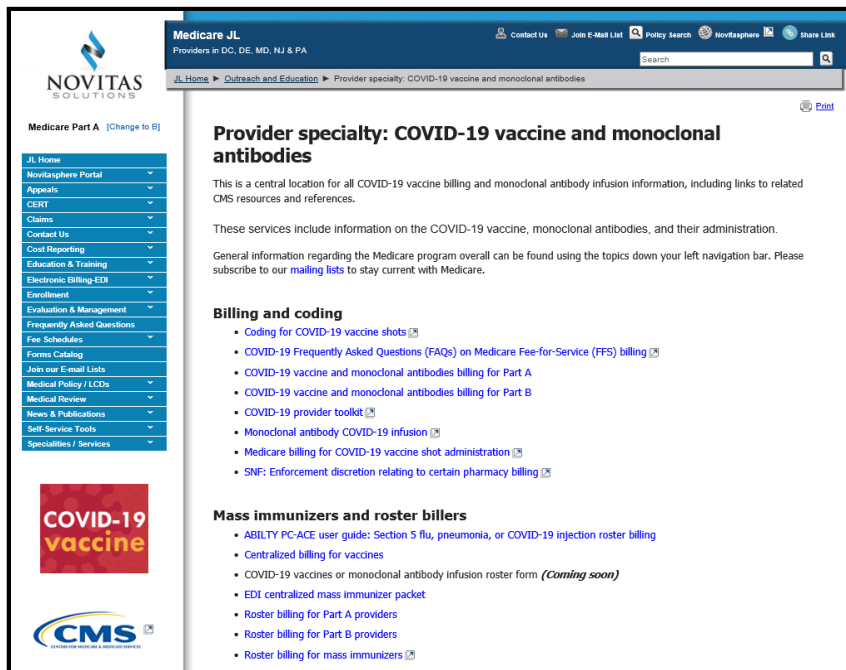 Medicare JL
Providers in DC, DE, MD, NJ & PA
Contact Us Join E-Mail List Policy Search Novitasphere Share Link
Search
JL Home ► Outreach and Education ► Provider specialty: COVID-19 vaccine and monoclonal antibodies
NOVITAS
SOLUTIONS
Print
Medicare Part A [Change to B]
JL Home
Novitasphere Portal
Appeals
CERT
Claims
Contact Us
Cost Reporting
Education & Training
Electronic Billing-EDI
Enrollment
Evaluation & Management
Frequently Asked Questions
Fee Schedules
Forms Catalog
Join our E-mail Lists
Medical Policy / LCDs
Medical Review
News & Publications
Self-Service Tools
Specialities / Services
COVID-19
vaccine
CMS
CENTERS FOR MEDICARE & MEDICAID SERVICES
Provider specialty: COVID-19 vaccine and monoclonal
antibodies
This is a central location for all COVID-19 vaccine billing and monoclonal antibody infusion information, including links to related
CMS resources and references.
These services include information on the COVID-19 vaccine, monoclonal antibodies, and their administration.
General information regarding the Medicare program overall can be found using the topics down your left navigation bar. Please
subscribe to our mailing lists to stay current with Medicare.
Billing and coding
• Coding for COVID-19 vaccine shots
• COVID-19 Frequently Asked Questions (FAQs) on Medicare Fee-for-Service (FFS) billing
• COVID-19 vaccine and monoclonal antibodies billing for Part A
• COVID-19 vaccine and monoclonal antibodies billing for Part B
• COVID-19 provider toolkit
• Monoclonal antibody COVID-19 infusion
• Medicare billing for COVID-19 vaccine shot administration
• SNF: Enforcement discretion relating to certain pharmacy billing
Mass immunizers and roster billers
• ABILTY PC-ACE user guide: Section 5 flu, pneumonia, or COVID-19 injection roster billing
• Centralized billing for vaccines
• COVID-19 vaccines or monoclonal antibody infusion roster form (Coming soon)
• EDI centralized mass immunizer packet
• Roster billing for Part A providers
• Roster billing for Part B providers
• Roster billing for mass immunizers